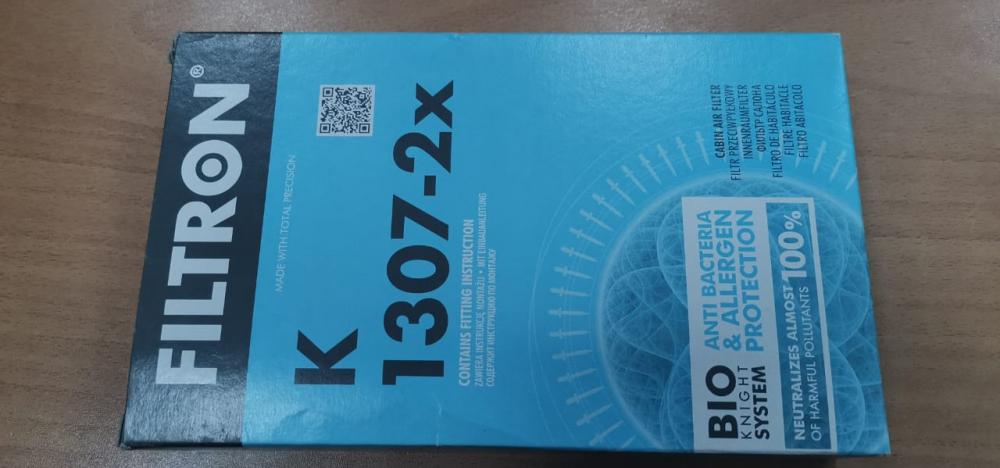 FILTRON®
MADE WITH TOTAL PRECISION
K
1307-2x
CONTAINS FITTING INSTRUCTION
ZAWIERA INSTRUKCJĘ MONTAŻU • MIT EINBAUANLEITUNG
СОДЕРЖИТ ИНСТРУКЦИЮ ПО МОНТАЖУ
CABIN AIR FILTER
FILTR PRZECIWPYŁKOWY
INNENRAUMFILTER
ФИЛЬТР САЛОНА
FILTRO DE HABITÁCULO
FILTRE HABITACLE
FILTRO ABITACOLO
BIO
KNIGHT
SYSTEM
ANTI BACTERIA
& ALLERGEN
PROTECTION
NEUTRALIZES ALMOST 100%
OF HARMFUL POLLUTANTS